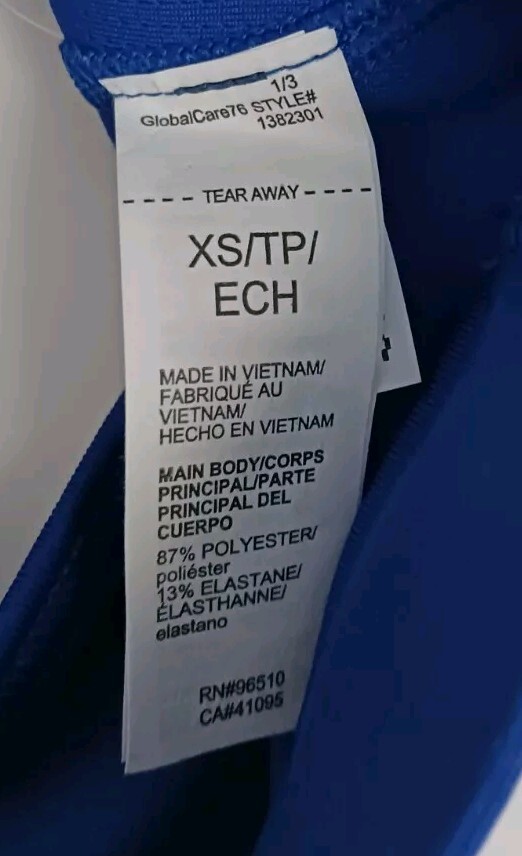 1/3
GlobalCare76 STYLE#
1382301
---- TEAR AWAY ----
XS/TP/
ECH
MADE IN VIETNAM/
FABRIQUÉ AU
VIETNAM/
HECHO EN VIETNAM
MAIN BODY/CORPS
PRINCIPAL/PARTE
PRINCIPAL DEL
CUERPO
87% POLYESTER/
poliéster
13% ELASTANE/
ÉLASTHANNE/
elastano
RN#96510
CA#41095